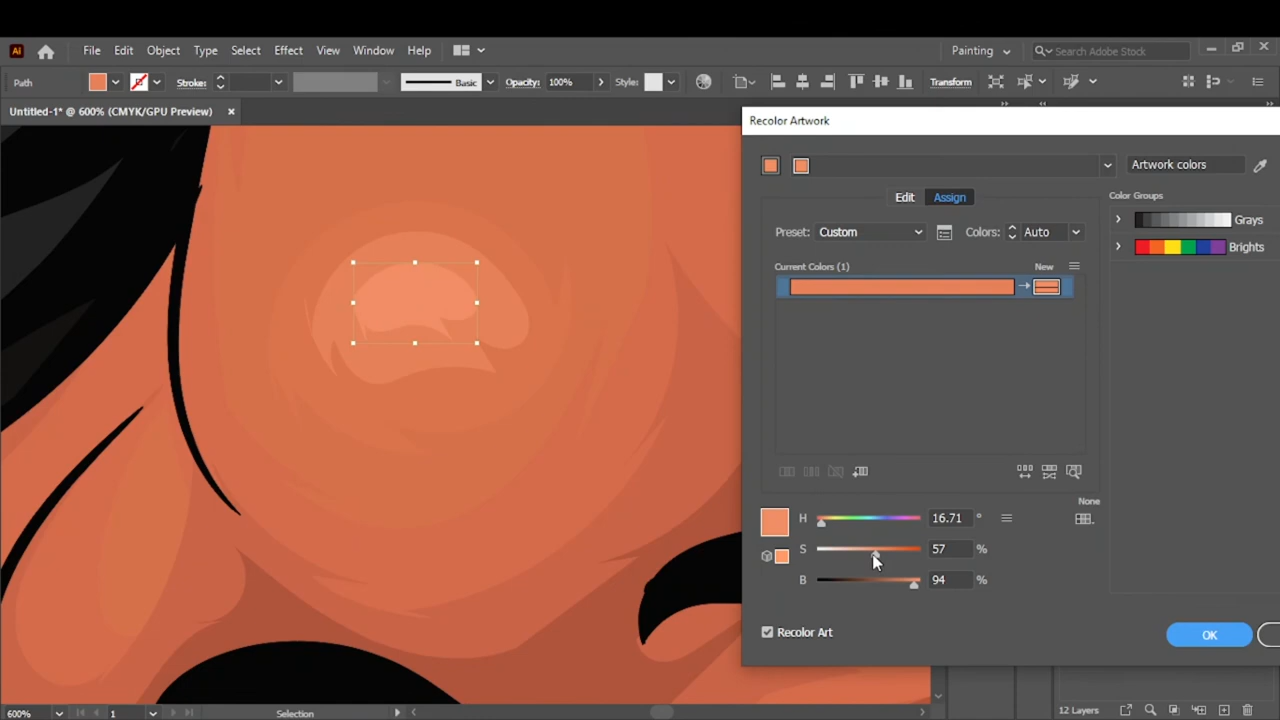 Ai File Edit Object Type Select Effect View Window Help Painting Search Adobe Stock
Path Stroke: Basic Opacity: 100% Style: Transform
Untitled-1* @ 600% (CMYK/GPU Preview) ×
Recolor Artwork
Artwork colors
Edit Assign
Color Groups
Preset: Custom Colors: Auto
Grays
Brights
Current Colors (1) New
None
H 16.71 °
S 57 %
B 94 %
Recolor Art
OK
600% 1 Selection 12 Layers